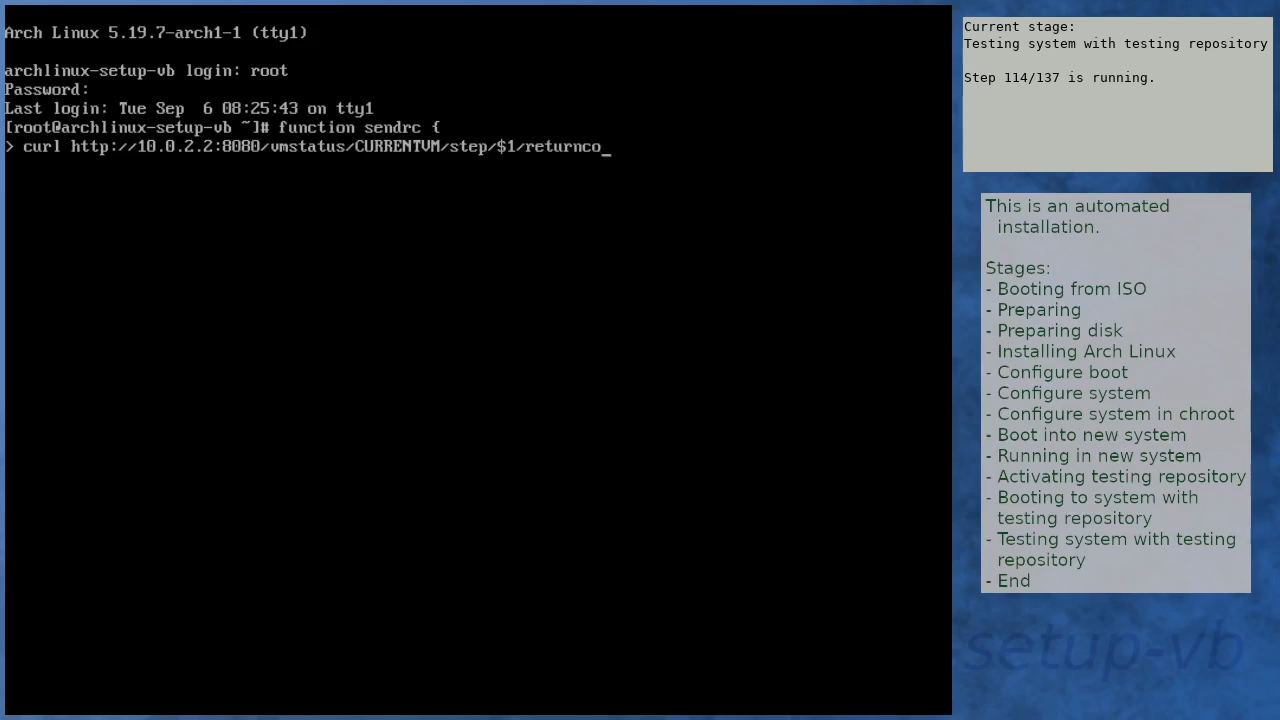 Arch Linux 5.19.7-arch1-1 (tty1)
archlinux-setup-vb login: root
Password:
Last login: Tue Sep  6 08:25:43 on tty1
[root@archlinux-setup-vb ~]# function sendrc {
> curl http://10.0.2.2:8080/vmstatus/CURRENTVM/step/$1/returnco_
Current stage:
Testing system with testing repository
Step 114/137 is running.
This is an automated
installation.
Stages:
- Booting from ISO
- Preparing
- Preparing disk
- Installing Arch Linux
- Configure boot
- Configure system
- Configure system in chroot
- Boot into new system
- Running in new system
- Activating testing repository
- Booting to system with
testing repository
- Testing system with testing
repository
- End
setup-vb